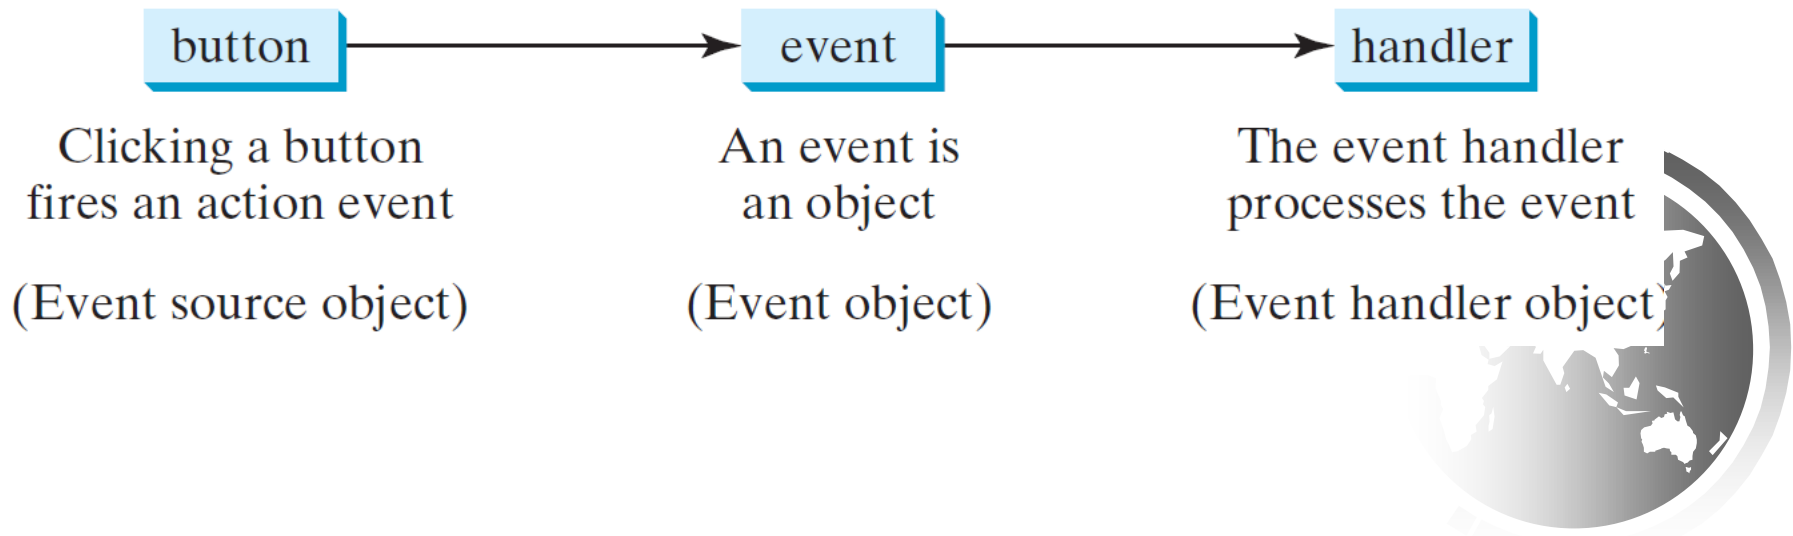 button
event
handler
Clicking a button
fires an action event
An event is
an object
The event handler
processes the event
(Event source object)
(Event object)
(Event handler object)